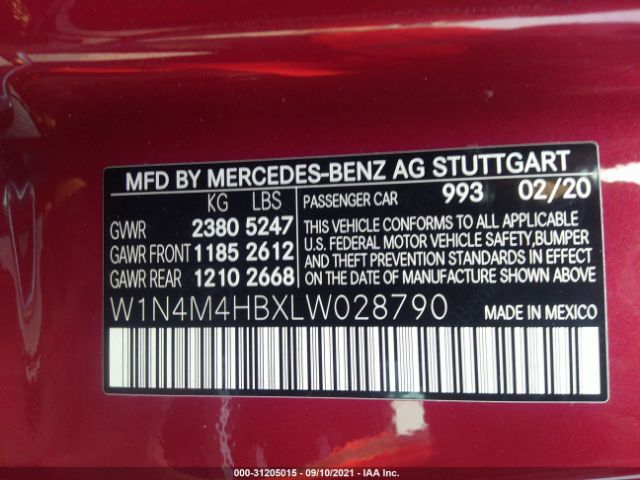 MFD BY MERCEDES-BENZ AG STUTTGART
KG LBS
GVWR 2380 5247
GAWR FRONT 1185 2612
GAWR REAR 1210 2668
PASSENGER CAR 993 02/20
THIS VEHICLE CONFORMS TO ALL APPLICABLE
U.S. FEDERAL MOTOR VEHICLE SAFETY,BUMPER
AND THEFT PREVENTION STANDARDS IN EFFECT
ON THE DATE OF MANUFACTURE SHOWN ABOVE.
W1N4M4HBXLW028790
MADE IN MEXICO
000-31205015 - 09/10/2021 - IAA Inc.